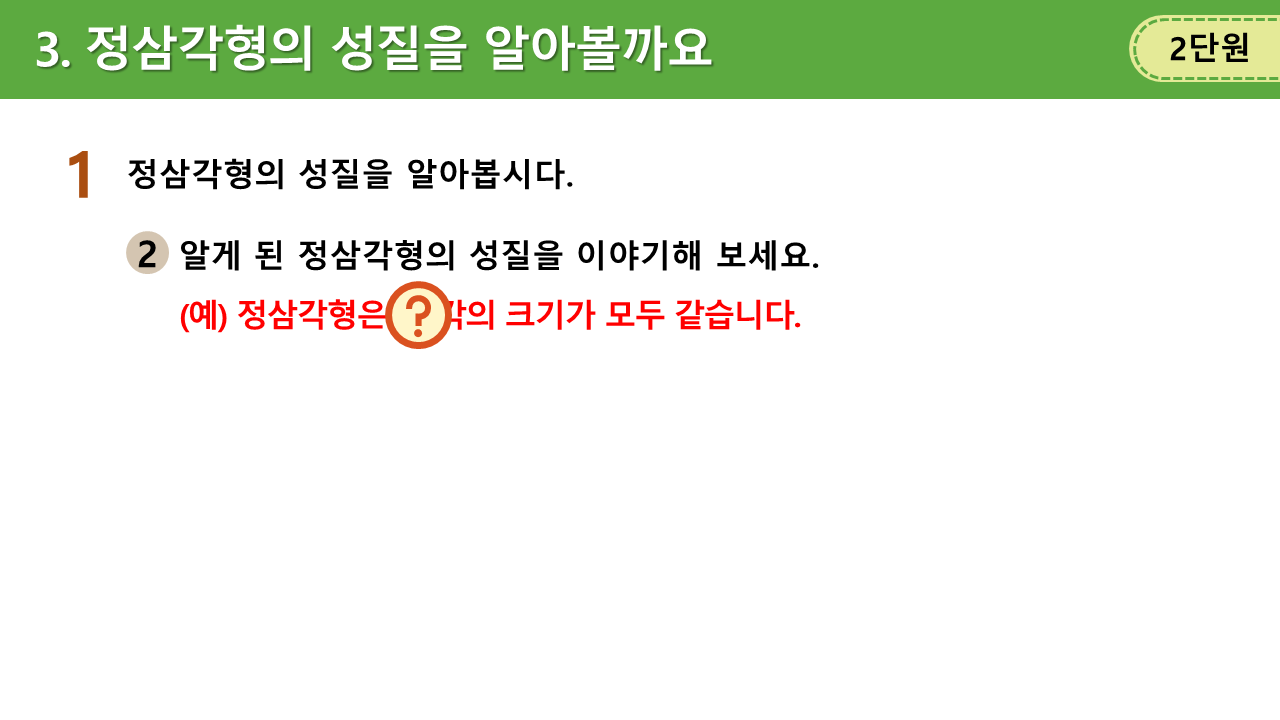 3. 정삼각형의 성질을 알아볼까요
2단원
1 정삼각형의 성질을 알아봅시다.
2 알게 된 정삼각형의 성질을 이야기해 보세요.
(예) 정삼각형은 ? 각의 크기가 모두 같습니다.